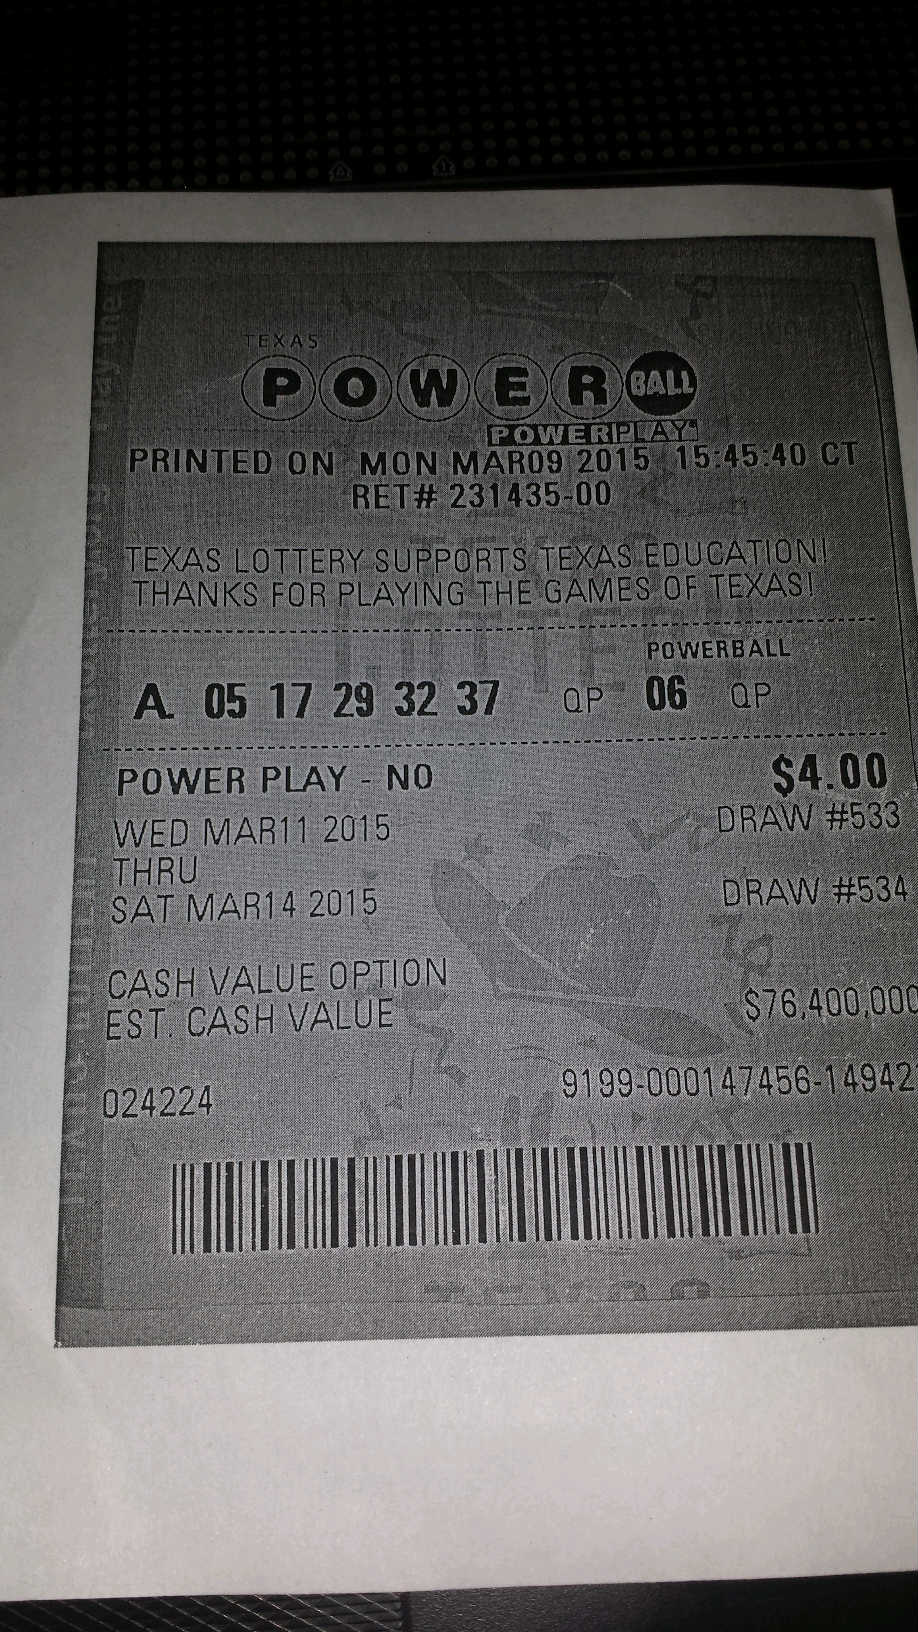 TEXAS
POWER BALL
POWERPLAY
PRINTED ON MON MAR09 2015 15:45:40 CT
RET# 231435-00
TEXAS LOTTERY SUPPORTS TEXAS EDUCATION!
THANKS FOR PLAYING THE GAMES OF TEXAS!
POWERBALL
A. 05 17 29 32 37 QP 06 QP
POWER PLAY - NO $4.00
WED MAR11 2015 DRAW #533
THRU
SAT MAR14 2015 DRAW #534
CASH VALUE OPTION
EST. CASH VALUE $76,400,000
024224 9199-000147456-14942